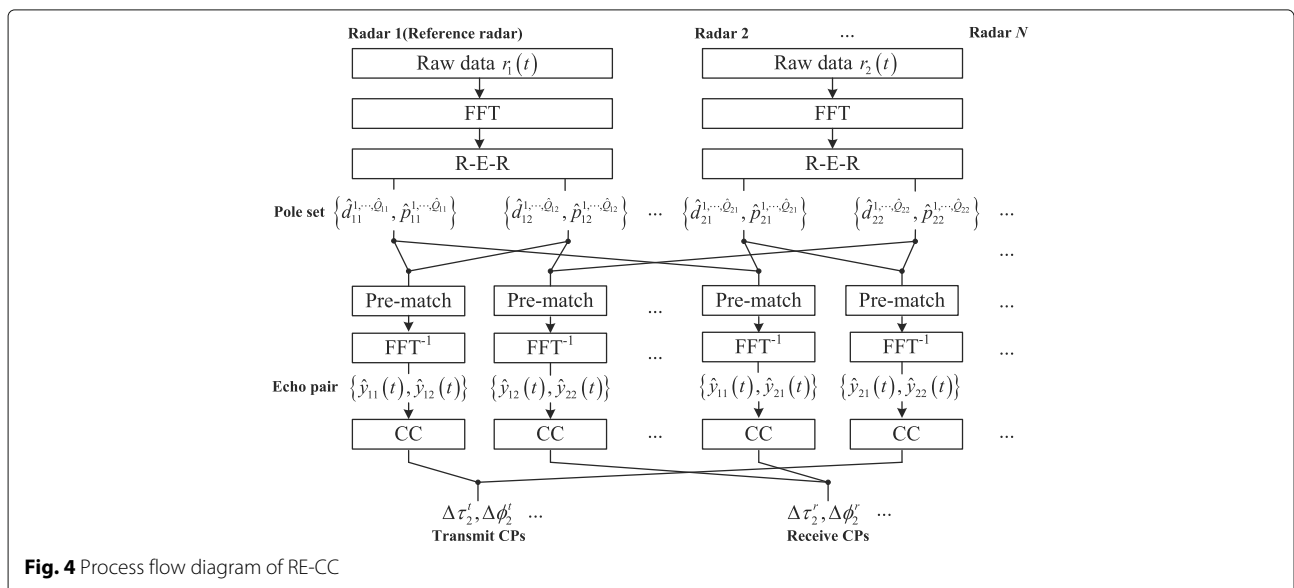 Radar 1(Reference radar) Radar 2 ... Radar N
Raw data r₁(t) Raw data r₂(t)
FFT FFT
R-E-R R-E-R
Pole set {d̂₁₁^{1,⋯,Q̂₁₁}, p̂₁₁^{1,⋯,Q̂₁₁}} {d̂₁₂^{1,⋯,Q̂₁₂}, p̂₁₂^{1,⋯,Q̂₁₂}} ... {d̂₂₁^{1,⋯,Q̂₂₁}, p̂₂₁^{1,⋯,Q̂₂₁}} {d̂₂₂^{1,⋯,Q̂₂₂}, p̂₂₂^{1,⋯,Q̂₂₂}} ...
...
Pre-match Pre-match ... Pre-match Pre-match ...
FFT⁻¹ FFT⁻¹ ... FFT⁻¹ FFT⁻¹ ...
Echo pair {ŷ₁₁(t), ŷ₁₂(t)} {ŷ₁₂(t), ŷ₂₂(t)} {ŷ₁₁(t), ŷ₂₁(t)} {ŷ₂₁(t), ŷ₂₂(t)}
CC CC ... CC CC ...
Δτ₂ᵗ, Δϕ₂ᵗ ... Δτ₂ʳ, Δϕ₂ʳ ...
Transmit CPs Receive CPs
Fig. 4 Process flow diagram of RE-CC